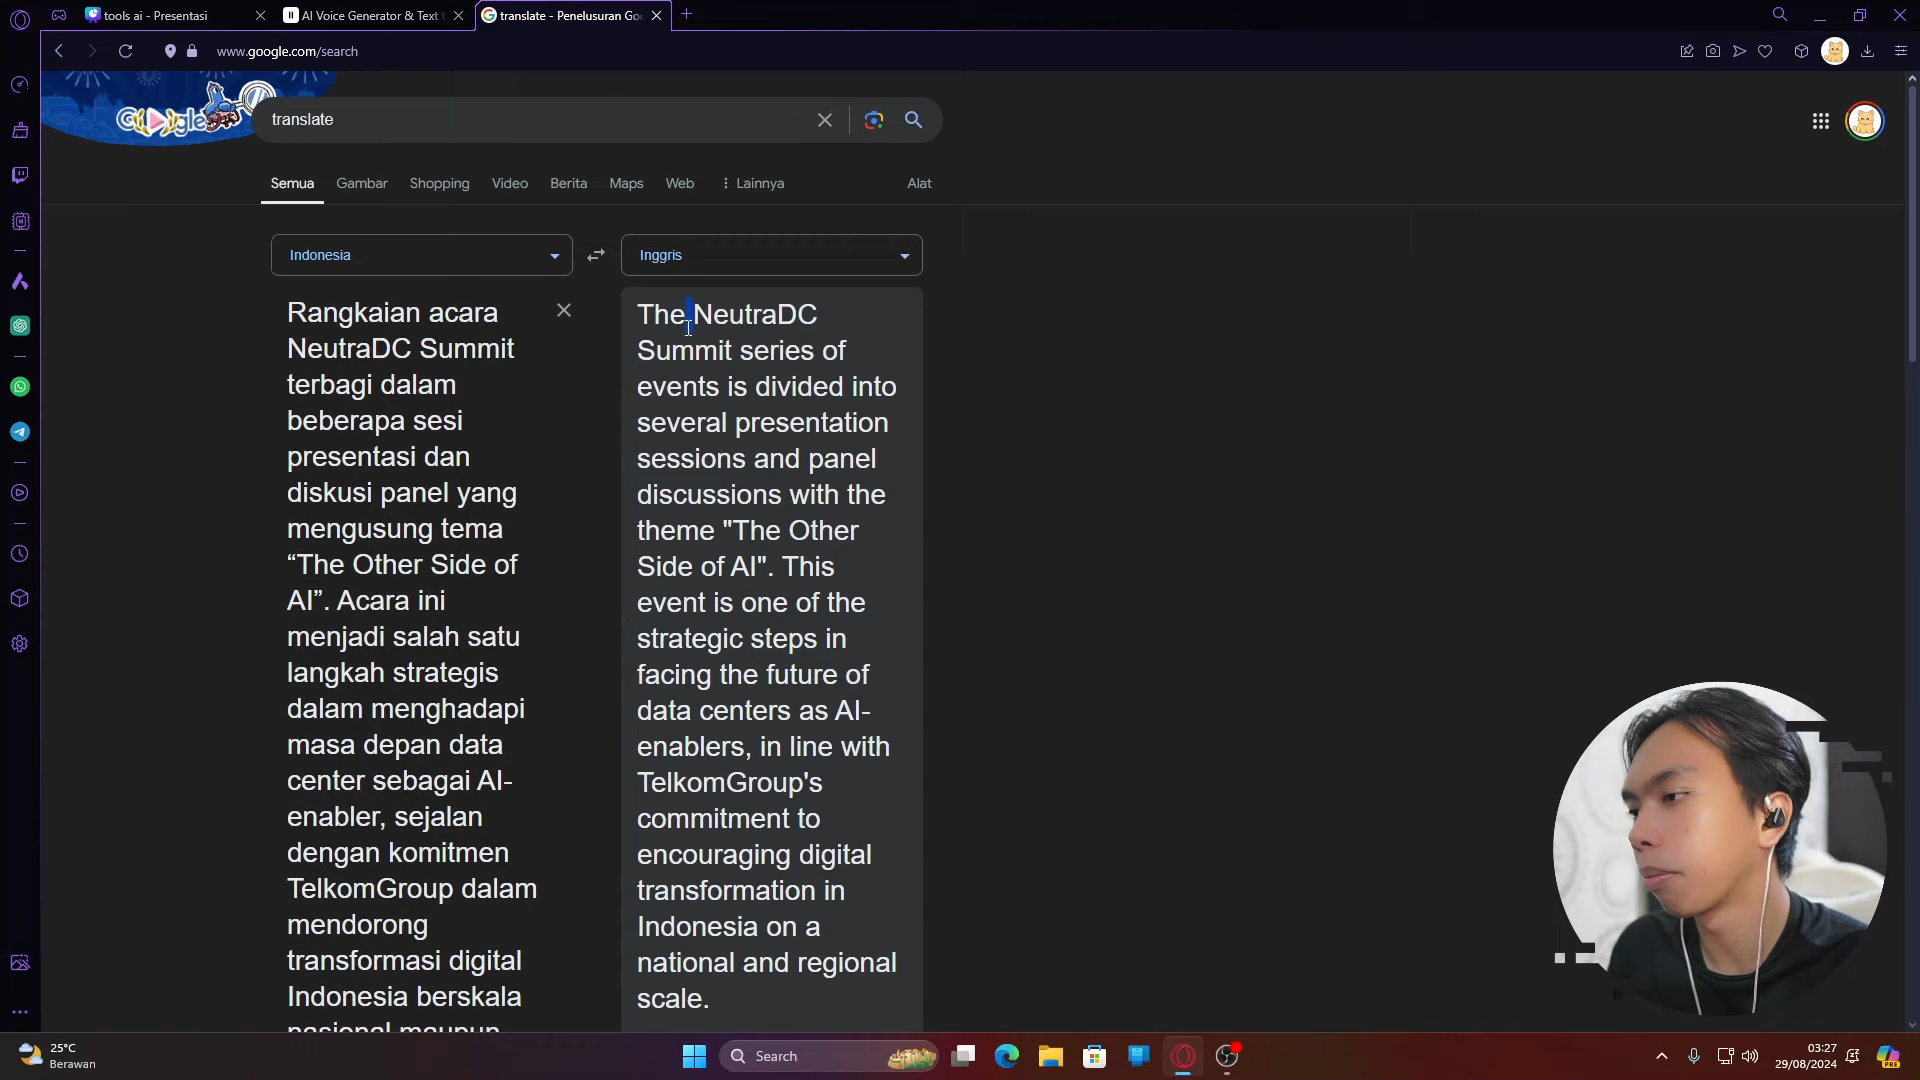 tools ai - Presentasi
AI Voice Generator & Text
translate - Penelusuran Go
www.google.com/search
translate
Semua
Gambar
Shopping
Video
Berita
Maps
Web
Lainnya
Alat
Indonesia
Inggris
Rangkaian acara
NeutraDC Summit
terbagi dalam
beberapa sesi
presentasi dan
diskusi panel yang
mengusung tema
“The Other Side of
AI”. Acara ini
menjadi salah satu
langkah strategis
dalam menghadapi
masa depan data
center sebagai AI-
enabler, sejalan
dengan komitmen
TelkomGroup dalam
mendorong
transformasi digital
Indonesia berskala
nasional maupun
The NeutraDC
Summit series of
events is divided into
several presentation
sessions and panel
discussions with the
theme "The Other
Side of AI". This
event is one of the
strategic steps in
facing the future of
data centers as AI-
enablers, in line with
TelkomGroup's
commitment to
encouraging digital
transformation in
Indonesia on a
national and regional
scale.
25°C
Berawan
Search
03:27
29/08/2024
PRE